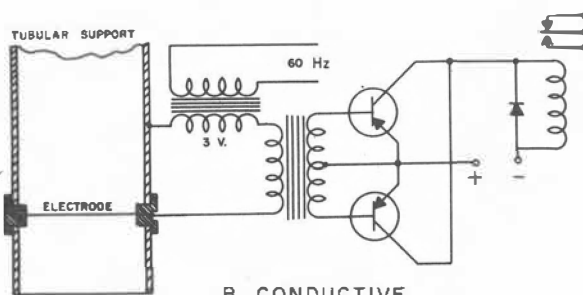 TUBULAR SUPPORT
60 Hz
3 V.
+ -
ELECTRODE
B. CONDUCTIVE